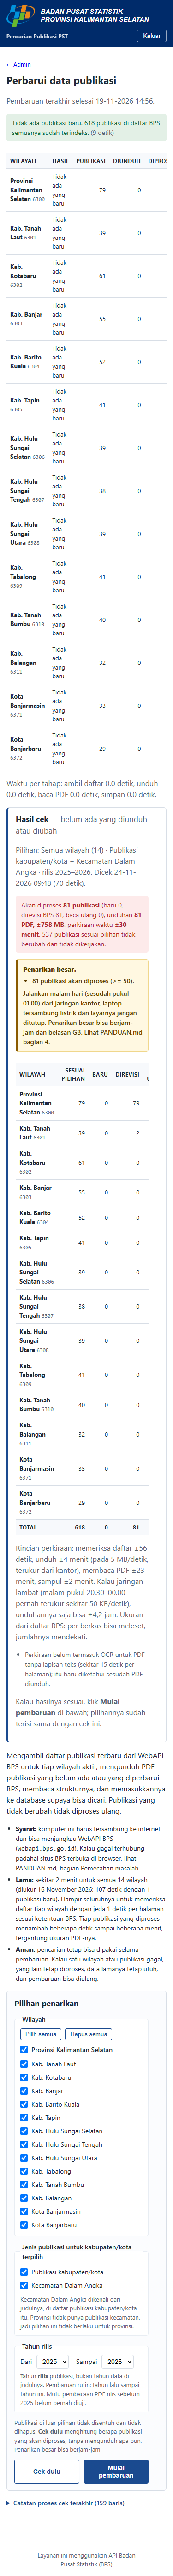 BADAN PUSAT STATISTIK
PROVINSI KALIMANTAN SELATAN
Pencarian Publikasi PST
Keluar
← Admin
Perbarui data publikasi
Pembaruan terakhir selesai 19-11-2026 14:56.
Tidak ada publikasi baru. 618 publikasi di daftar BPS
semuanya sudah terindeks. (9 detik)
WILAYAH HASIL PUBLIKASI DIUNDUH DIPROS
Provinsi Kalimantan Selatan 6300 Tidak ada yang baru 79 0
Kab. Tanah Laut 6301 Tidak ada yang baru 39 0
Kab. Kotabaru 6302 Tidak ada yang baru 61 0
Kab. Banjar 6303 Tidak ada yang baru 55 0
Kab. Barito Kuala 6304 Tidak ada yang baru 52 0
Kab. Tapin 6305 Tidak ada yang baru 41 0
Kab. Hulu Sungai Selatan 6306 Tidak ada yang baru 39 0
Kab. Hulu Sungai Tengah 6307 Tidak ada yang baru 38 0
Kab. Hulu Sungai Utara 6308 Tidak ada yang baru 39 0
Kab. Tabalong 6309 Tidak ada yang baru 41 0
Kab. Tanah Bumbu 6310 Tidak ada yang baru 40 0
Kab. Balangan 6311 Tidak ada yang baru 32 0
Kota Banjarmasin 6371 Tidak ada yang baru 33 0
Kota Banjarbaru 6372 Tidak ada yang baru 29 0
Waktu per tahap: ambil daftar 0.0 detik, unduh
0.0 detik, baca PDF 0.0 detik, simpan 0.0 detik.
Hasil cek — belum ada yang diunduh
atau diubah
Pilihan: Semua wilayah (14) · Publikasi
kabupaten/kota + Kecamatan Dalam
Angka · rilis 2025–2026. Dicek 24-11-
2026 09:48 (70 detik).
Akan diproses 81 publikasi (baru 0,
direvisi BPS 81, baca ulang 0), unduhan 81
PDF, ±758 MB, perkiraan waktu ±30
menit. 537 publikasi sesuai pilihan tidak
berubah dan tidak dikerjakan.
Penarikan besar.
• 81 publikasi akan diproses (>= 50).
Jalankan malam hari (sesudah pukul
01.00) dari jaringan kantor, laptop
tersambung listrik dan layarnya jangan
ditutup. Penarikan besar bisa berjam-
jam dan belasan GB. Lihat PANDUAN.md
bagian 4.
WILAYAH SESUAI PILIHAN BARU DIREVISI
Provinsi Kalimantan Selatan 6300 79 0 79
Kab. Tanah Laut 6301 39 0 2
Kab. Kotabaru 6302 61 0 0
Kab. Banjar 6303 55 0 0
Kab. Barito Kuala 6304 52 0 0
Kab. Tapin 6305 41 0 0
Kab. Hulu Sungai Selatan 6306 39 0 0
Kab. Hulu Sungai Tengah 6307 38 0 0
Kab. Hulu Sungai Utara 6308 39 0 0
Kab. Tabalong 6309 41 0 0
Kab. Tanah Bumbu 6310 40 0 0
Kab. Balangan 6311 32 0 0
Kota Banjarmasin 6371 33 0 0
Kota Banjarbaru 6372 29 0 0
TOTAL 618 0 81
Rincian perkiraan: memeriksa daftar ±56
detik, unduh ±4 menit (pada 5 MB/detik,
terukur dari kantor), membaca PDF ±23
menit, sampul ±2 menit. Kalau jaringan
lambat (malam pukul 20.30–00.00
pernah terukur sekitar 50 KB/detik),
unduhannya saja bisa ±4,2 jam. Ukuran
dari daftar BPS: per berkas bisa meleset,
jumlahnya mendekati.
• Perkiraan belum termasuk OCR untuk PDF
tanpa lapisan teks (sekitar 15 detik per
halaman): itu baru diketahui sesudah PDF
diunduh.
Kalau hasilnya sesuai, klik Mulai
pembaruan di bawah; pilihannya sudah
terisi sama dengan cek ini.
Mengambil daftar publikasi terbaru dari WebAPI
BPS untuk tiap wilayah aktif, mengunduh PDF
publikasi yang belum ada atau yang diperbarui
BPS, membaca strukturnya, dan memasukkannya
ke database supaya bisa dicari. Publikasi yang
tidak berubah tidak diproses ulang.
• Syarat: komputer ini harus tersambung ke internet
dan bisa menjangkau WebAPI BPS
(webapi.bps.go.id). Kalau gagal terhubung
padahal situs BPS terbuka di browser, lihat
PANDUAN.md, bagian Pemecahan masalah.
• Lama: sekitar 2 menit untuk semua 14 wilayah
(diukur 16 November 2026: 107 detik dengan 1
publikasi baru). Hampir seluruhnya untuk memeriksa
daftar tiap wilayah dengan jeda 1 detik per halaman
sesuai ketentuan BPS. Tiap publikasi yang diproses
menambah beberapa detik sampai beberapa menit,
tergantung ukuran PDF-nya.
• Aman: pencarian tetap bisa dipakai selama
pembaruan. Kalau satu wilayah atau publikasi gagal,
yang lain tetap diproses, data lamanya tetap utuh,
dan pembaruan bisa diulang.
Pilihan penarikan
Wilayah
Pilih semua Hapus semua
Provinsi Kalimantan Selatan
Kab. Tanah Laut
Kab. Kotabaru
Kab. Banjar
Kab. Barito Kuala
Kab. Tapin
Kab. Hulu Sungai Selatan
Kab. Hulu Sungai Tengah
Kab. Hulu Sungai Utara
Kab. Tabalong
Kab. Tanah Bumbu
Kab. Balangan
Kota Banjarmasin
Kota Banjarbaru
Jenis publikasi untuk kabupaten/kota
terpilih
Publikasi kabupaten/kota
Kecamatan Dalam Angka
Kecamatan Dalam Angka dikenali dari
judulnya, di daftar publikasi kabupaten/kota
itu. Provinsi tidak punya publikasi kecamatan,
jadi pilihan ini tidak berlaku untuk provinsi.
Tahun rilis
Dari 2025 Sampai 2026
Tahun rilis publikasi, bukan tahun data di
judulnya. Pembaruan rutin: tahun lalu sampai
tahun ini. Mutu pembacaan PDF rilis sebelum
2025 belum pernah diuji.
Publikasi di luar pilihan tidak disentuh dan tidak
dihapus. Cek dulu menghitung berapa publikasi
yang akan diproses, tanpa mengunduh apa pun.
Penarikan besar bisa berjam-jam.
Cek dulu
Mulai pembaruan
▶ Catatan proses cek terakhir (159 baris)
Layanan ini menggunakan API Badan
Pusat Statistik (BPS)